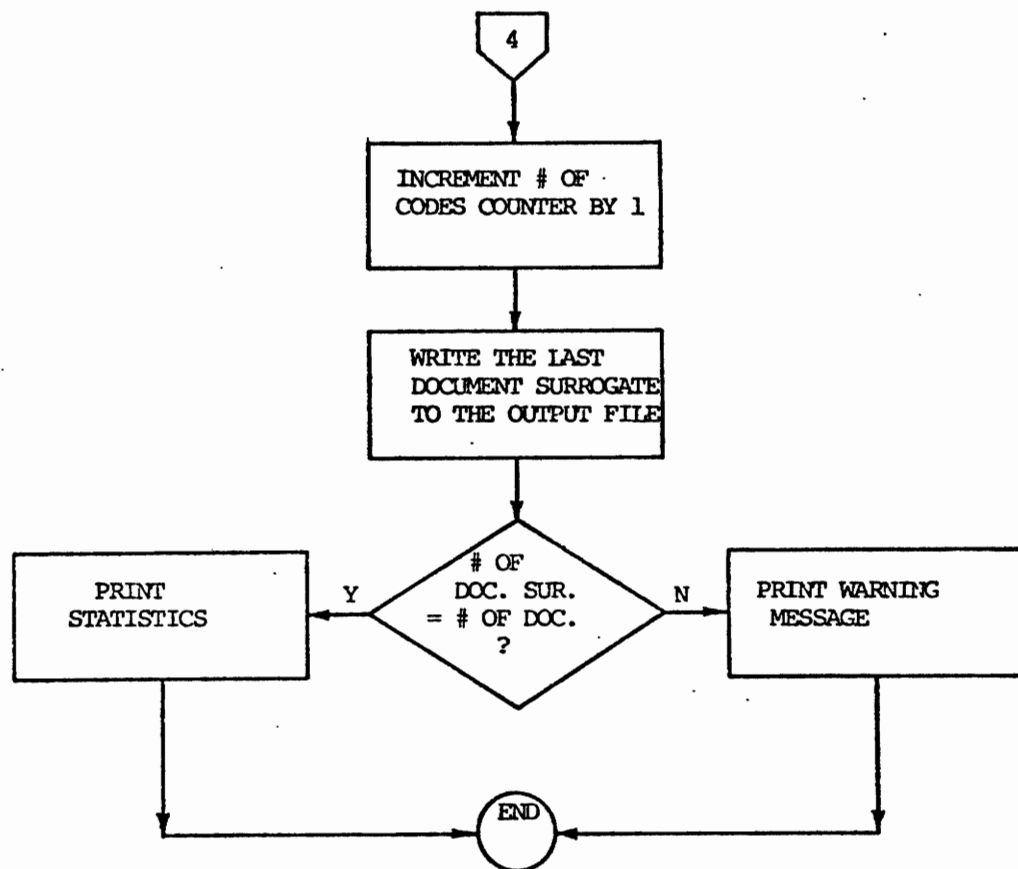 4
INCREMENT # OF
CODES COUNTER BY 1
WRITE THE LAST
DOCUMENT SURROGATE
TO THE OUTPUT FILE
# OF
DOC. SUR.
= # OF DOC.
?
Y
N
PRINT
STATISTICS
PRINT WARNING
MESSAGE
END